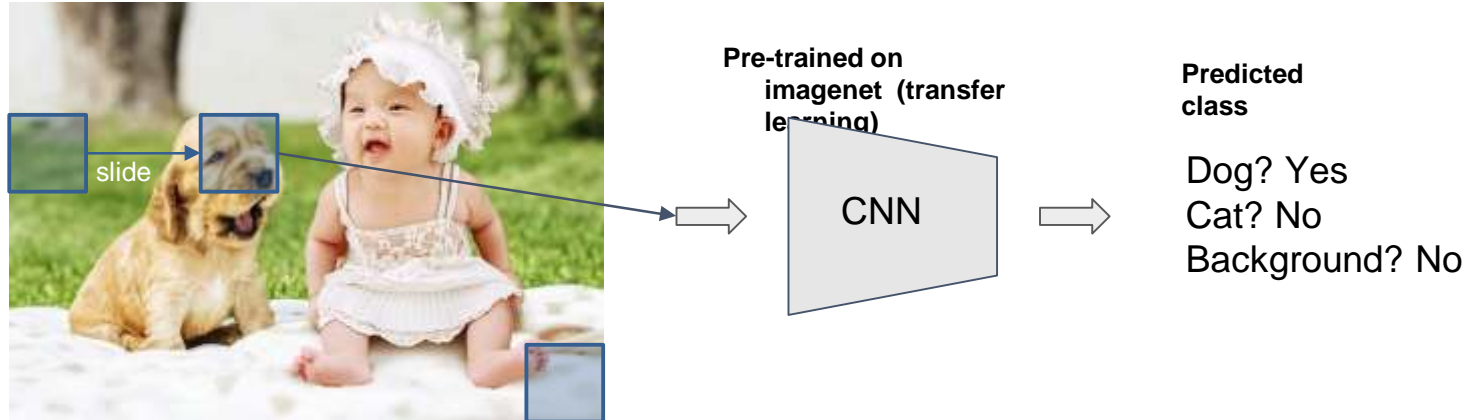 slide
Pre-trained on
imagenet (transfer
learning)
CNN
Predicted
class
Dog? Yes
Cat? No
Background? No